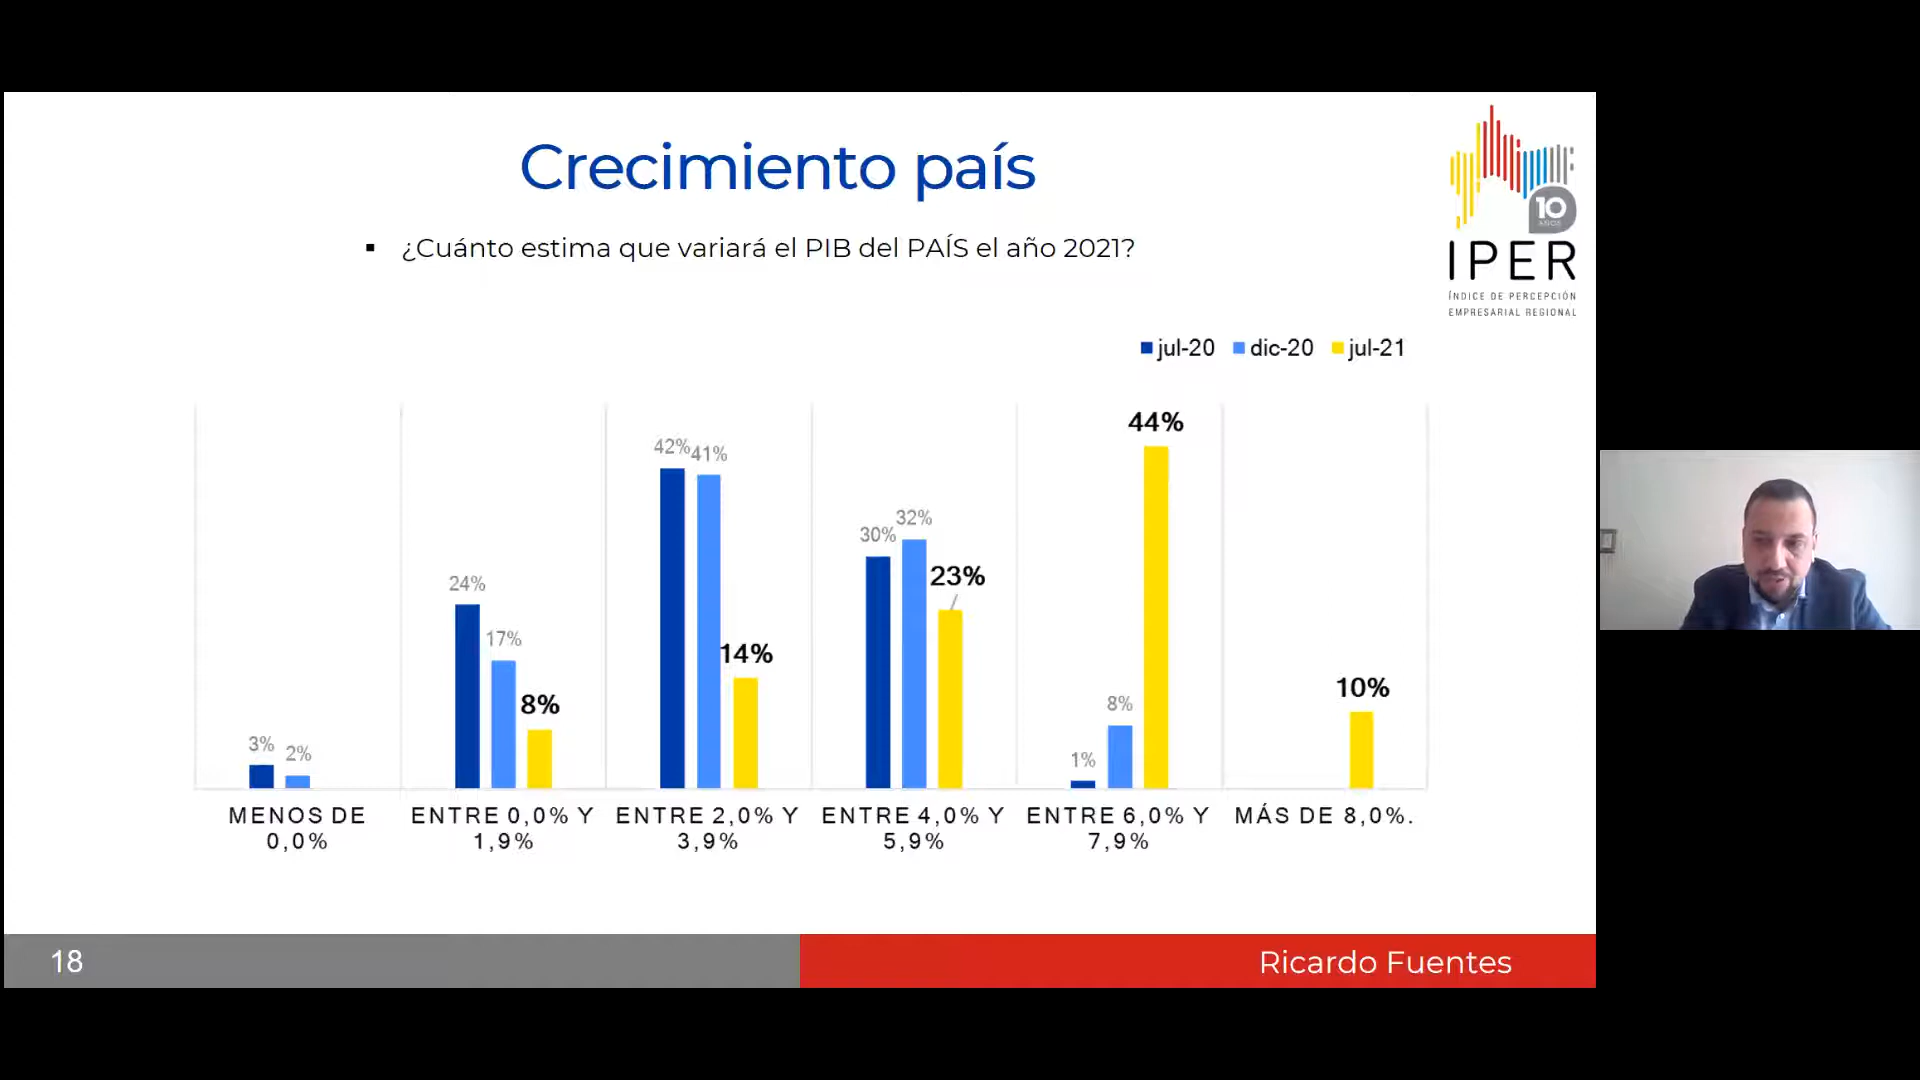 Crecimiento país
▪ ¿Cuánto estima que variará el PIB del PAÍS el año 2021?
10
AÑOS
IPER
ÍNDICE DE PERCEPCIÓN
EMPRESARIAL REGIONAL
jul-20 dic-20 jul-21
3% 2%
24% 17% 8%
42% 41% 14%
30% 32% 23%
1% 8% 44%
10%
MENOS DE
0,0%
ENTRE 0,0% Y
1,9%
ENTRE 2,0% Y
3,9%
ENTRE 4,0% Y
5,9%
ENTRE 6,0% Y
7,9%
MÁS DE 8,0%.
18
Ricardo Fuentes